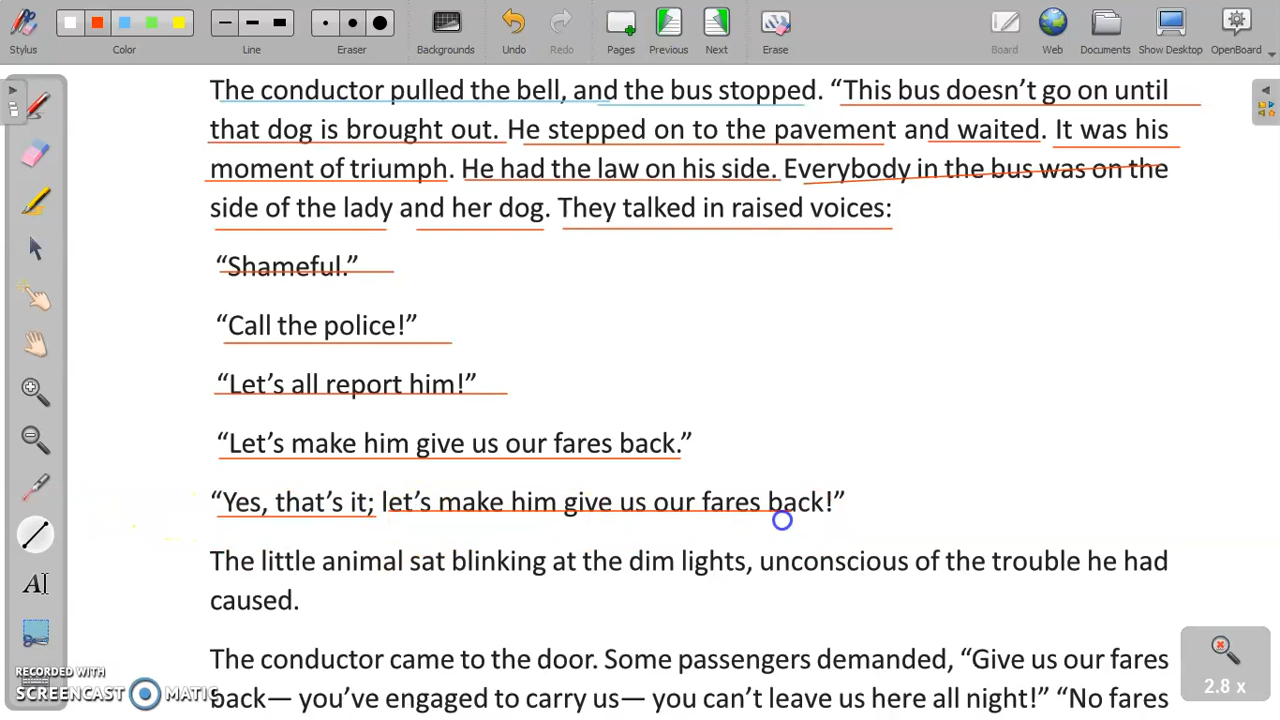 Stylus
Color
Line
Eraser
Backgrounds
Undo
Redo
Pages
Previous
Next
Erase
Board
Web
Documents
Show Desktop
OpenBoard
The conductor pulled the bell, and the bus stopped. “This bus doesn’t go on until
that dog is brought out. He stepped on to the pavement and waited. It was his
moment of triumph. He had the law on his side. Everybody in the bus was on the
side of the lady and her dog. They talked in raised voices:
“Shameful.”
“Call the police!”
“Let’s all report him!”
“Let’s make him give us our fares back.”
“Yes, that’s it; let’s make him give us our fares back!”
The little animal sat blinking at the dim lights, unconscious of the trouble he had
caused.
The conductor came to the door. Some passengers demanded, “Give us our fares
back— you’ve engaged to carry us— you can’t leave us here all night!” “No fares
AI
2.8 x
RECORDED WITH
SCREENCAST MATIC